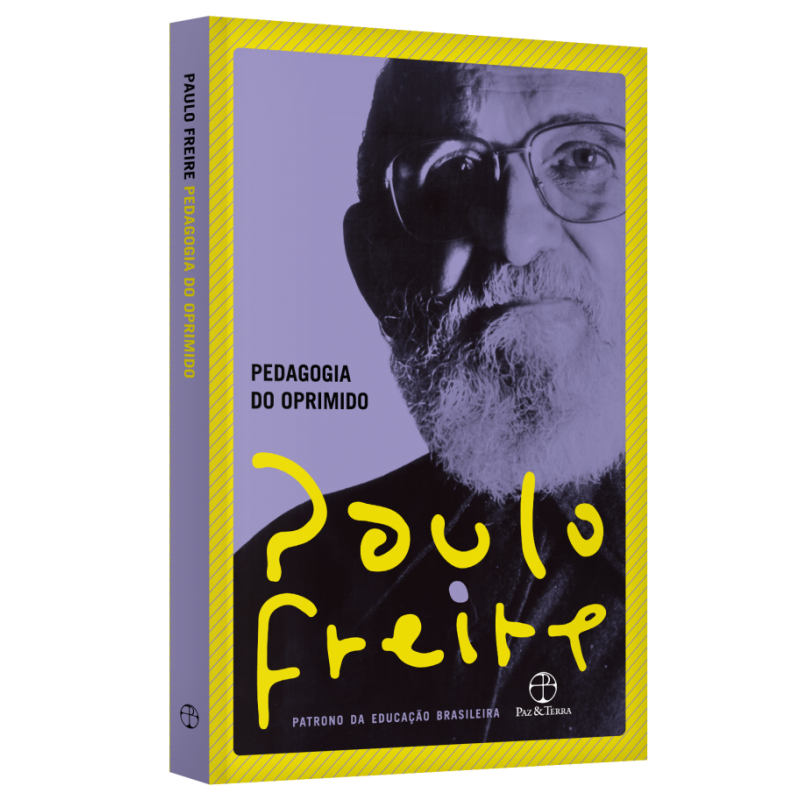 PAULO FREIRE PEDAGOGIA DO OPRIMIDO
PEDAGOGIA
DO OPRIMIDO
Paulo
freire
PATRONO DA EDUCAÇÃO BRASILEIRA
PAZ & TERRA